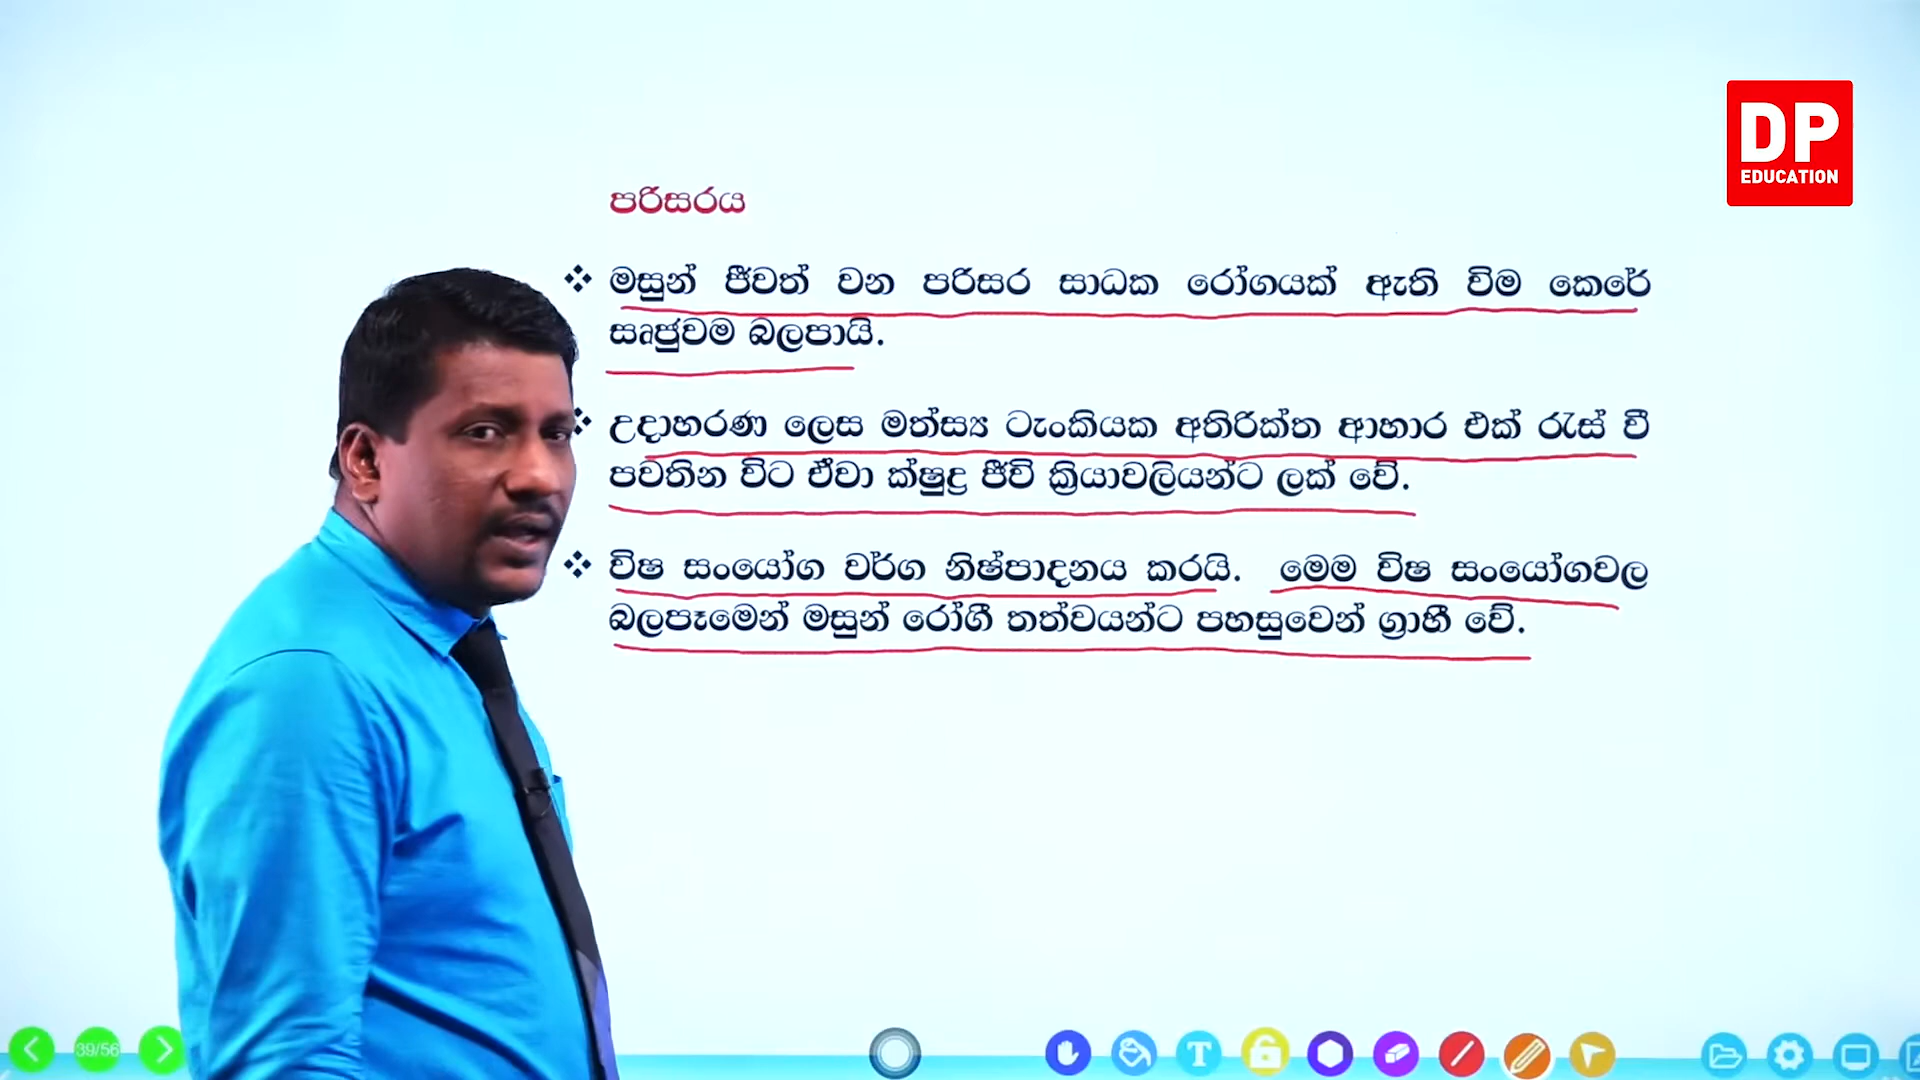 DP
EDUCATION
පරිසරය
❖ මසුන් ජීවත් වන පරිසර සාධක රෝගයක් ඇති විම කෙරේ
සෘජුවම බලපායි.
❖ උදාහරණ ලෙස මත්ස්‍ය ටැංකියක අතිරික්ත ආහාර එක් රැස් වී
පවතින විට ඒවා ක්ෂුද්‍ර ජීවි ක්‍රියාවලියන්ට ලක් වේ.
❖ විෂ සංයෝග වර්ග නිෂ්පාදනය කරයි. මෙම විෂ සංයෝගවල
බලපෑමෙන් මසුන් රෝගී තත්වයන්ට පහසුවෙන් ග්‍රාහී වේ.
39/56
T